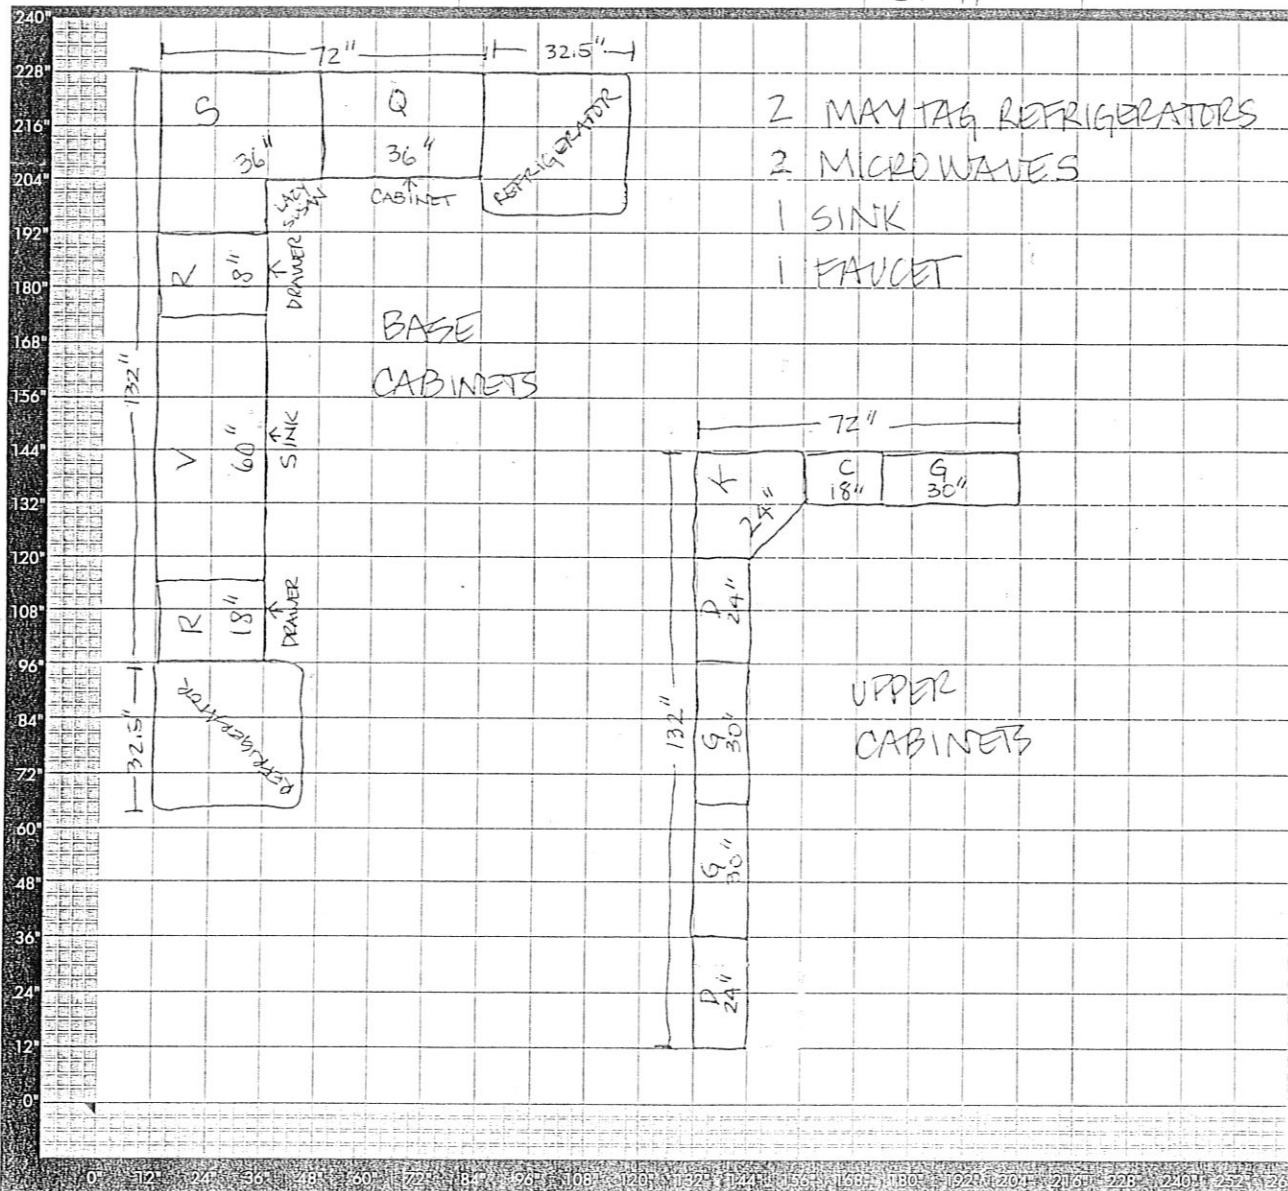 240"
72"
32.5"
228"
S
Q
REFRIGERATOR
2 MAYTAG REFRIGERATORS
216"
36"
36"
2 MICROWAVES
204"
LAZY
SUSAN
CABINET
1 SINK
192"
R
18"
DRAWER
1 FAUCET
180"
BASE
168"
132"
CABINETS
156"
72"
144"
V
60"
SINK
K
C
18"
G
30"
132"
24"
120"
D
24"
108"
R
18"
DRAWER
96"
REFRIGERATOR
32.5"
132"
UPPER
84"
G
30"
CABINETS
72"
60"
G
30"
48"
36"
D
24"
24"
12"
0"
0" 12" 24" 36" 48" 60" 72" 84" 96" 108" 120" 132" 144" 156" 168" 180" 192" 204" 216" 228" 240" 252"